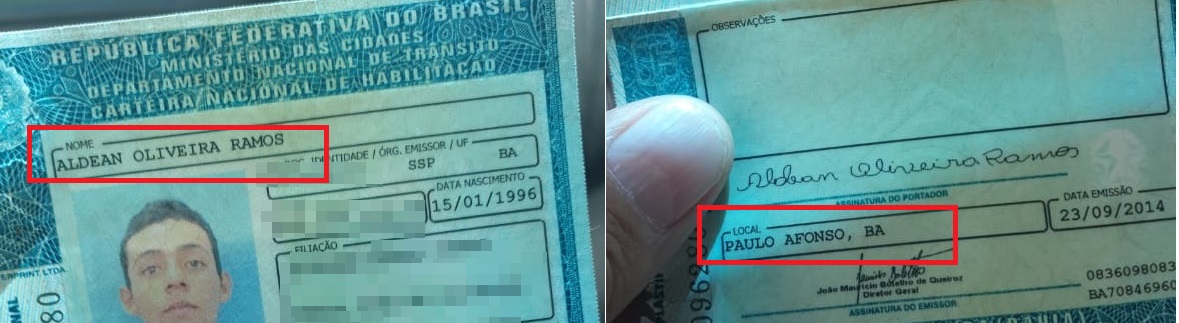 REPÚBLICA FEDERATIVA DO BRASIL
MINISTÉRIO DAS CIDADES
DEPARTAMENTO NACIONAL DE TRÂNSITO
CARTEIRA NACIONAL DE HABILITAÇÃO
NOME
ALDEAN OLIVEIRA RAMOS
IDENTIDADE / ÓRG. EMISSOR / UF
SSP BA
DATA NASCIMENTO
15/01/1996
FILIAÇÃO
OBSERVAÇÕES
Aldean Oliveira Ramos
ASSINATURA DO PORTADOR
LOCAL
PAULO AFONSO, BA
DATA EMISSÃO
23/09/2014
João Maurício Botelho de Queiroz
Diretor Geral
ASSINATURA DO EMISSOR
0836098083
BA70846960